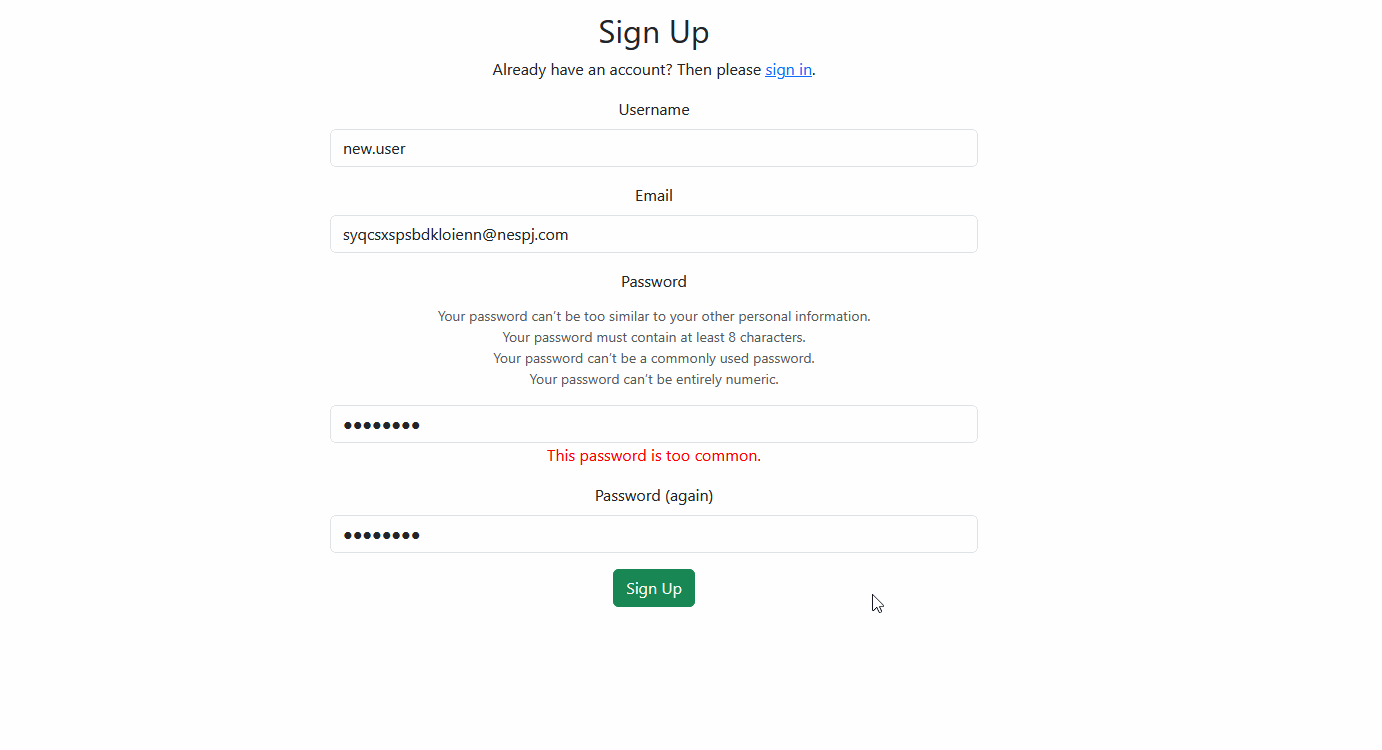 Sign Up
Already have an account? Then please sign in.
Username
new.user
Email
syqcsxspsbdkloienn@nespj.com
Password
Your password can’t be too similar to your other personal information.
Your password must contain at least 8 characters.
Your password can’t be a commonly used password.
Your password can’t be entirely numeric.
●●●●●●●●
This password is too common.
Password (again)
●●●●●●●●
Sign Up